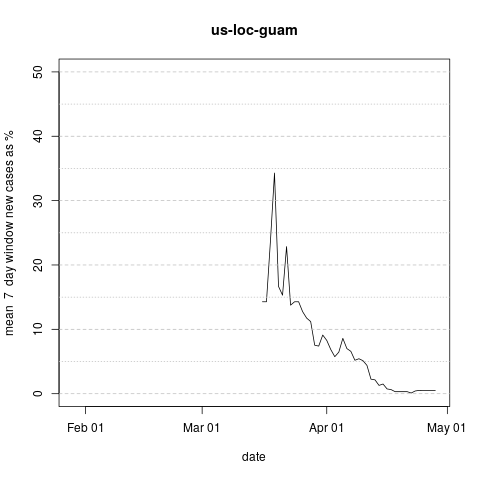 us-loc-guam
mean 7 day window new cases as %
50
40
30
20
10
0
Feb 01
Mar 01
Apr 01
May 01
date